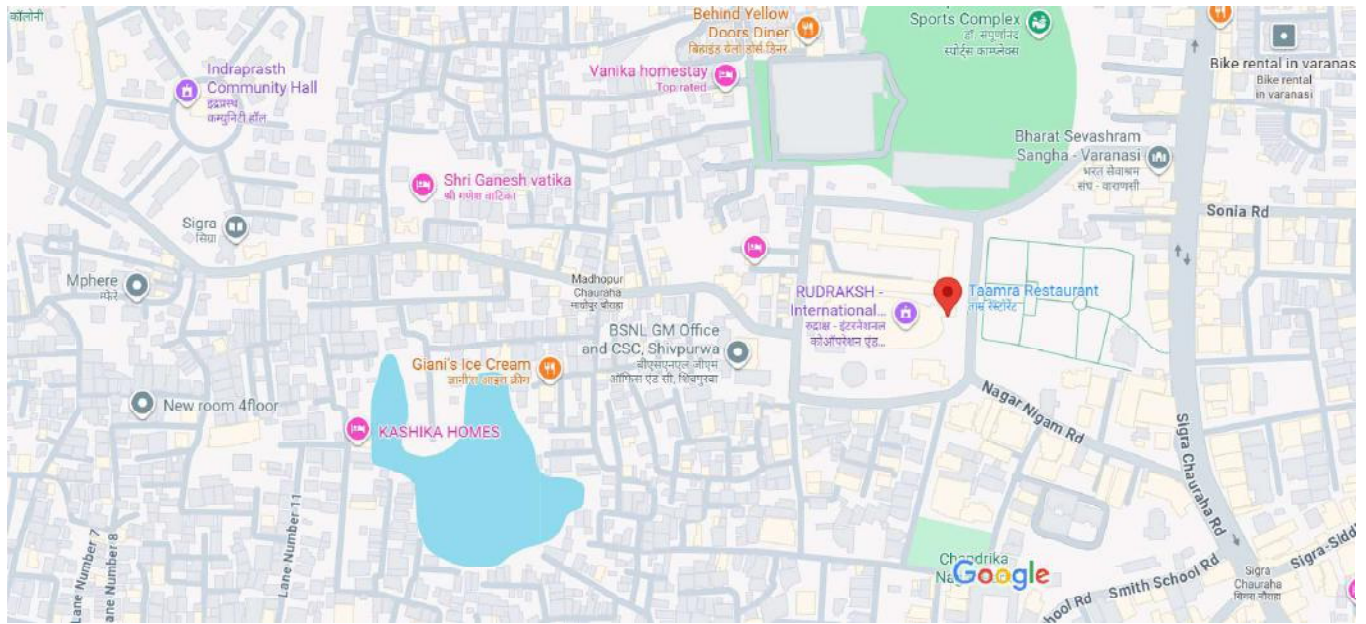 कॉलोनी
Behind Yellow
Doors Diner
बिहाइंड येलो डोर्स डिनर
Sports Complex
डॉ. संपूर्णानंद
स्पोर्ट्स काम्प्लेक्स
Bike rental in varanas
Bike rental
in varanasi
Indraprasth
Community Hall
इंद्रप्रस्थ
कम्युनिटी हॉल
Vanika homestay
Top rated
Bharat Sevashram
Sangha - Varanasi
भारत सेवाश्रम
संघ - वाराणसी
Shri Ganesh vatika
श्री गणेश वाटिका
Sigra
सिग्रा
Sonia Rd
Mphere
म्फेरे
Madhopur
Chauraha
माधोपुर चौराहा
RUDRAKSH -
International...
रुद्राक्ष - इंटरनेशनल
कोऑपरेशन एंड...
Taamra Restaurant
ताम्र रेस्टोरेंट
BSNL GM Office
and CSC, Shivpurwa
बीएसएनएल जीएम
ऑफिस एंड सी, शिवपुरवा
Giani's Ice Cream
ज्ञानी'स आइस क्रीम
New room 4floor
KASHIKA HOMES
Nagar Nigam Rd
Sigra Chauraha Rd
Lane Number 7
Lane Number 8
Lane Number 11
Chandrika
Google
Smith School Rd
hool Rd
Sigra
Chauraha
सिगरा चौराहा
Sigra-Siddi